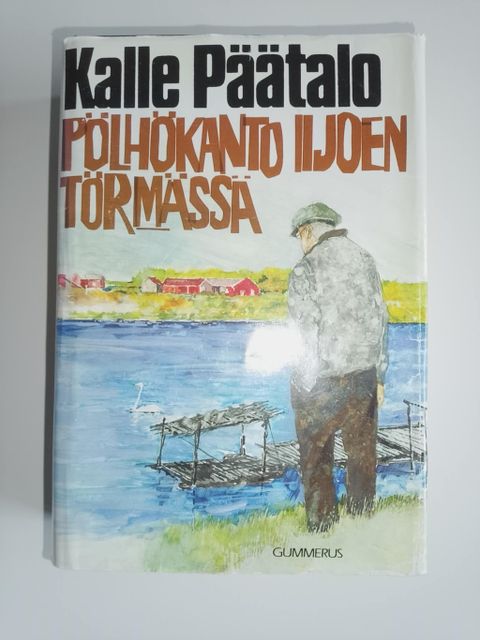 Kalle Päätalo
PÖLHÖKANTO IIJOEN
TÖRMÄSSÄ
GUMMERUS